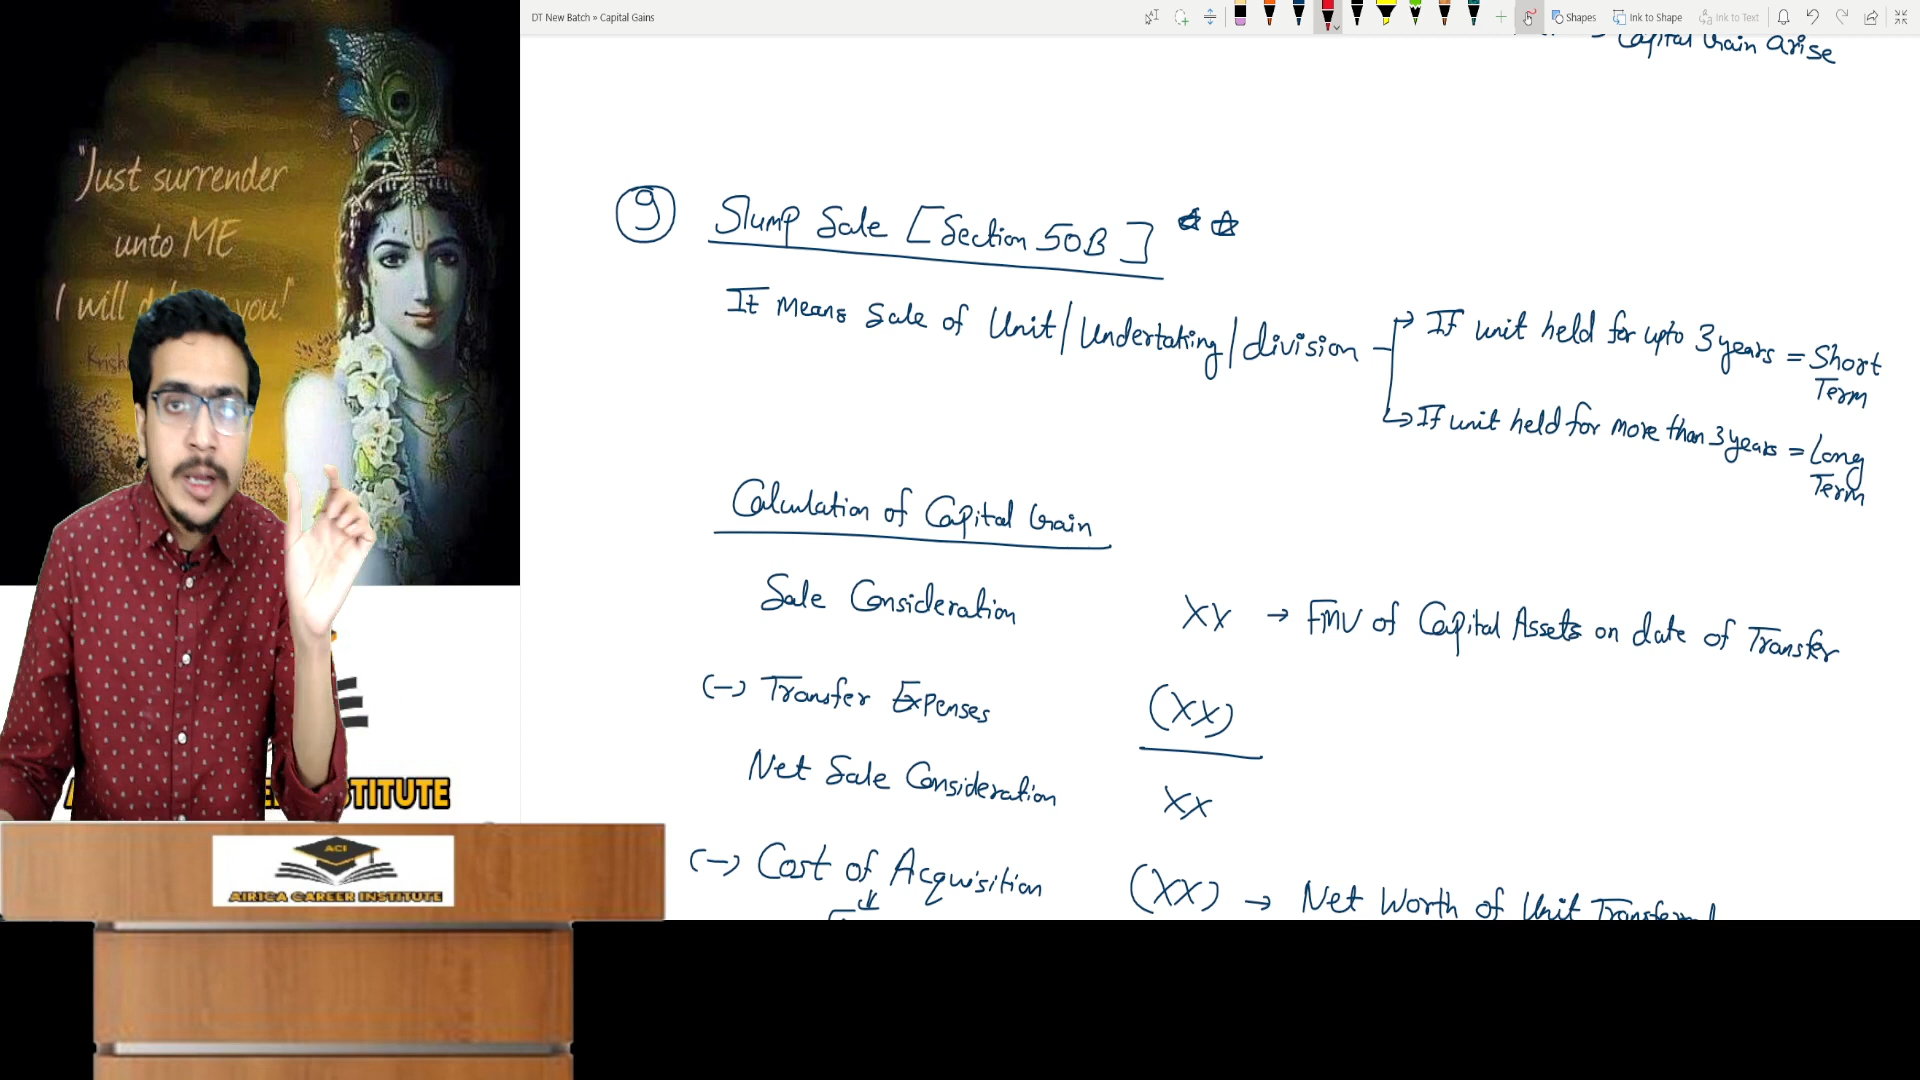 DT New Batch » Capital Gains
Shapes
Ink to Shape
Ink to Text
Capital Gain arise
"Just surrender
unto ME
I will you!"
Krish
9 Slump Sale [Section 50B]
It Means Sale of Unit/Undertaking/division
→ If unit held for upto 3 years = Short Term
→ If unit held for more than 3 years = Long Term
Calculation of Capital Gain
Sale Consideration XX → FMV of Capital Assets on date of Transfer
(-) Transfer Expenses (XX)
Net Sale Consideration XX
(-) Cost of Acquisition (XX) → Net Worth of Unit
TITUTE
ACI
AIRICA CAREER INSTITUTE